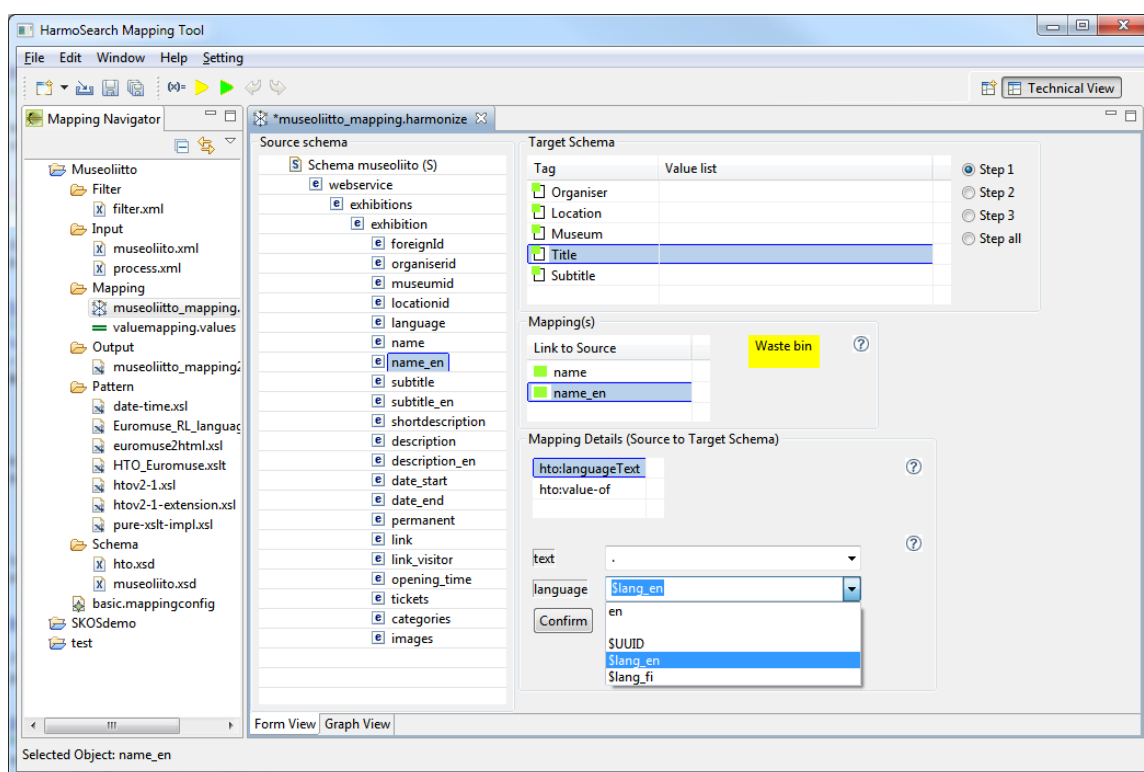 HarmoSearch Mapping Tool
File Edit Window Help Setting
(x)=
Technical View
Mapping Navigator
Museoliitto
Filter
filter.xml
Input
museoliito.xml
process.xml
Mapping
museoliitto_mapping.
valuemapping.values
Output
museoliitto_mapping2
Pattern
date-time.xsl
Euromuse_RL_languag
euromuse2html.xsl
HTO_Euromuse.xslt
htov2-1.xsl
htov2-1-extension.xsl
pure-xslt-impl.xsl
Schema
hto.xsd
museoliito.xsd
basic.mappingconfig
SKOSdemo
test
*museoliitto_mapping.harmonize
Source schema
S Schema museoliito (S)
e webservice
e exhibitions
e exhibition
e foreignId
e organiserid
e museumid
e locationid
e language
e name
e name_en
e subtitle
e subtitle_en
e shortdescription
e description
e description_en
e date_start
e date_end
e permanent
e link
e link_visitor
e opening_time
e tickets
e categories
e images
Form View Graph View
Target Schema
Tag Value list
Organiser
Location
Museum
Title
Subtitle
Step 1
Step 2
Step 3
Step all
Mapping(s)
Link to Source
name
name_en
Waste bin
?
Mapping Details (Source to Target Schema)
hto:languageText
hto:value-of
?
?
text .
language $lang_en
Confirm
en
$UUID
$lang_en
$lang_fi
Selected Object: name_en